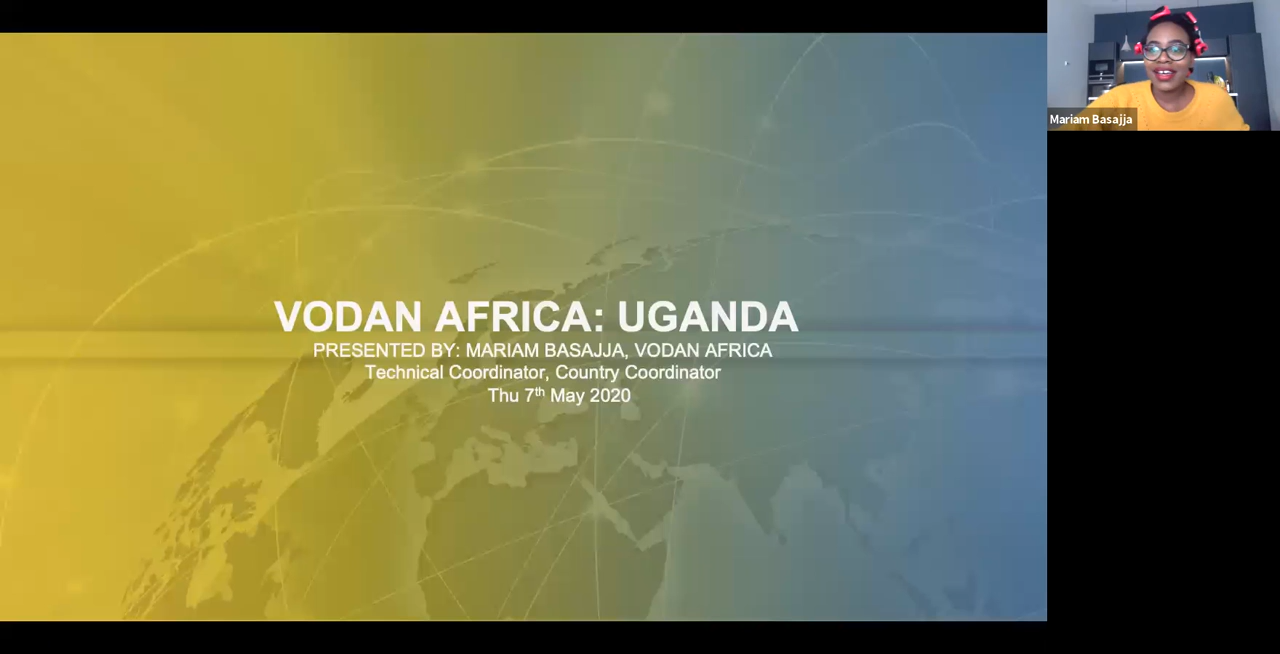 VODAN AFRICA: UGANDA
PRESENTED BY: MARIAM BASAJJA, VODAN AFRICA
Technical Coordinator, Country Coordinator
Thu 7th May 2020
Mariam Basajja